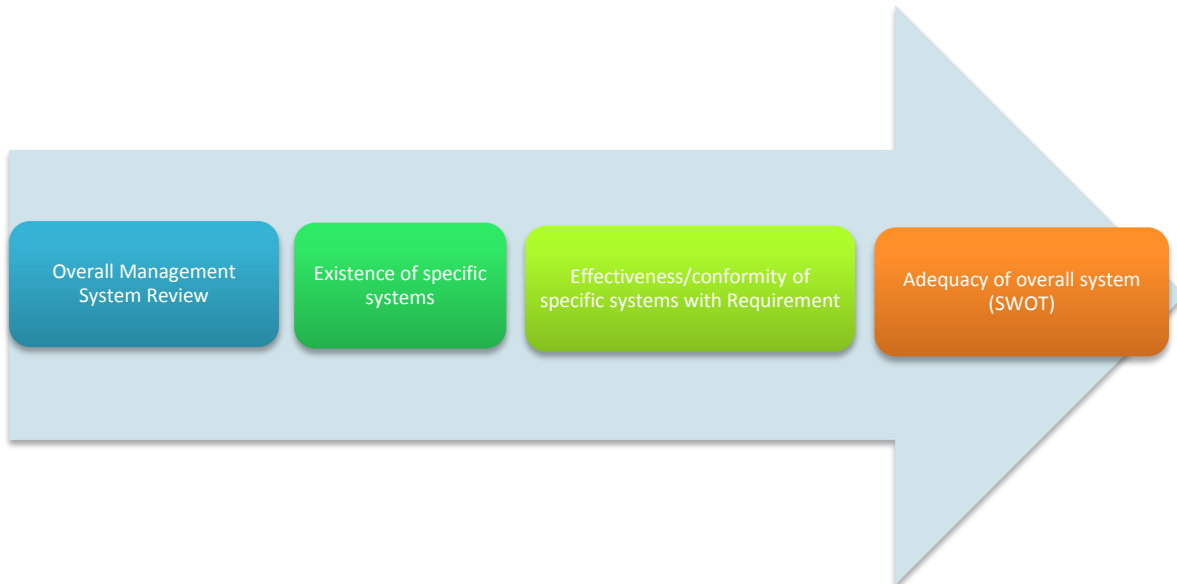 Overall Management
System Review
Existence of specific
systems
Effectiveness/conformity of
specific systems with Requirement
Adequacy of overall system
(SWOT)